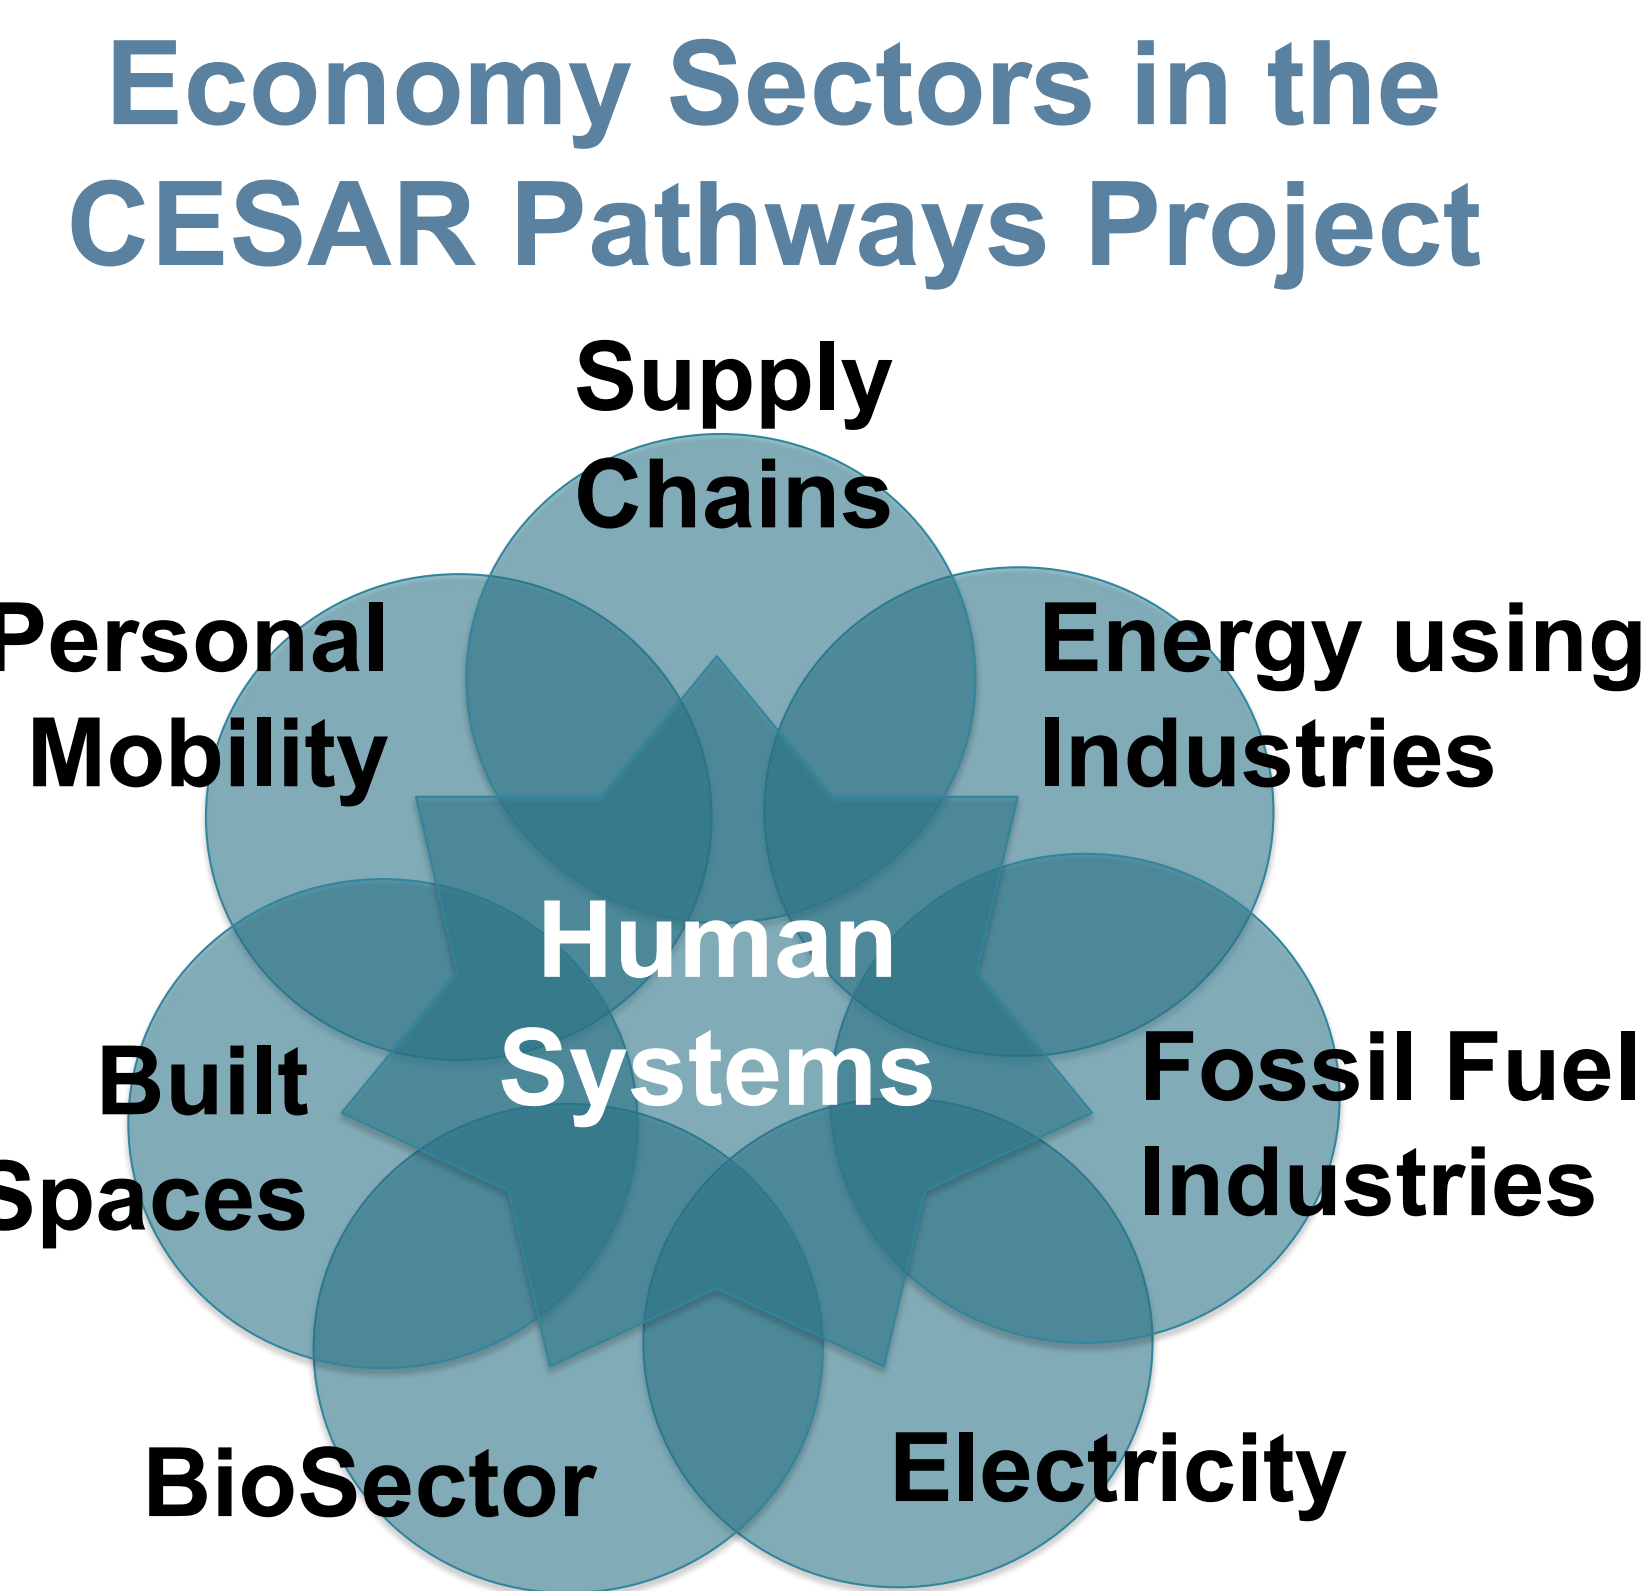 Economy Sectors in the
CESAR Pathways Project
Supply
Chains
Personal
Mobility
Energy using
Industries
Human
Systems
Built
Spaces
Fossil Fuel
Industries
BioSector
Electricity